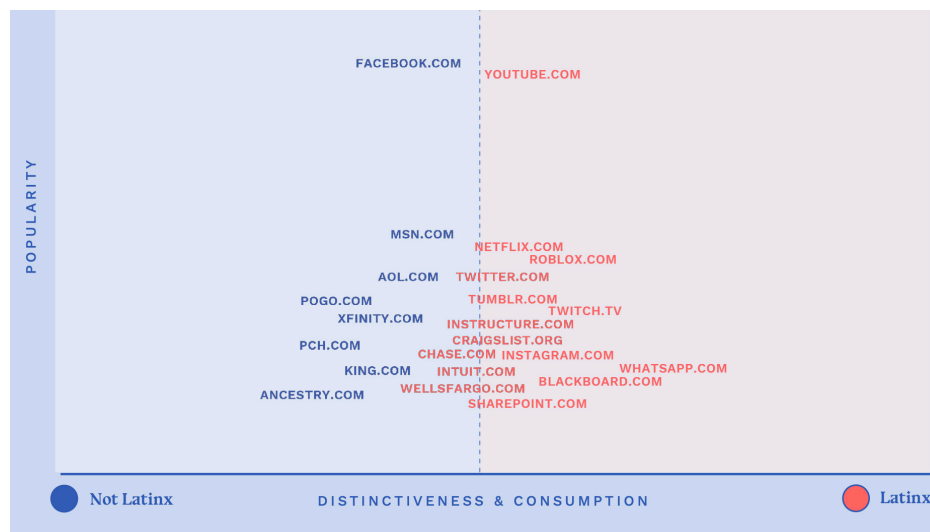 FACEBOOK.COM
YOUTUBE.COM
POPULARITY
MSN.COM
NETFLIX.COM
ROBLOX.COM
AOL.COM
TWITTER.COM
POGO.COM
TUMBLR.COM
TWITCH.TV
XFINITY.COM
INSTRUCTURE.COM
CRAIGSLIST.ORG
PCH.COM
CHASE.COM
INSTAGRAM.COM
KING.COM
INTUIT.COM
WHATSAPP.COM
BLACKBOARD.COM
WELLSFARGO.COM
ANCESTRY.COM
SHAREPOINT.COM
Not Latinx
DISTINCTIVENESS & CONSUMPTION
Latinx